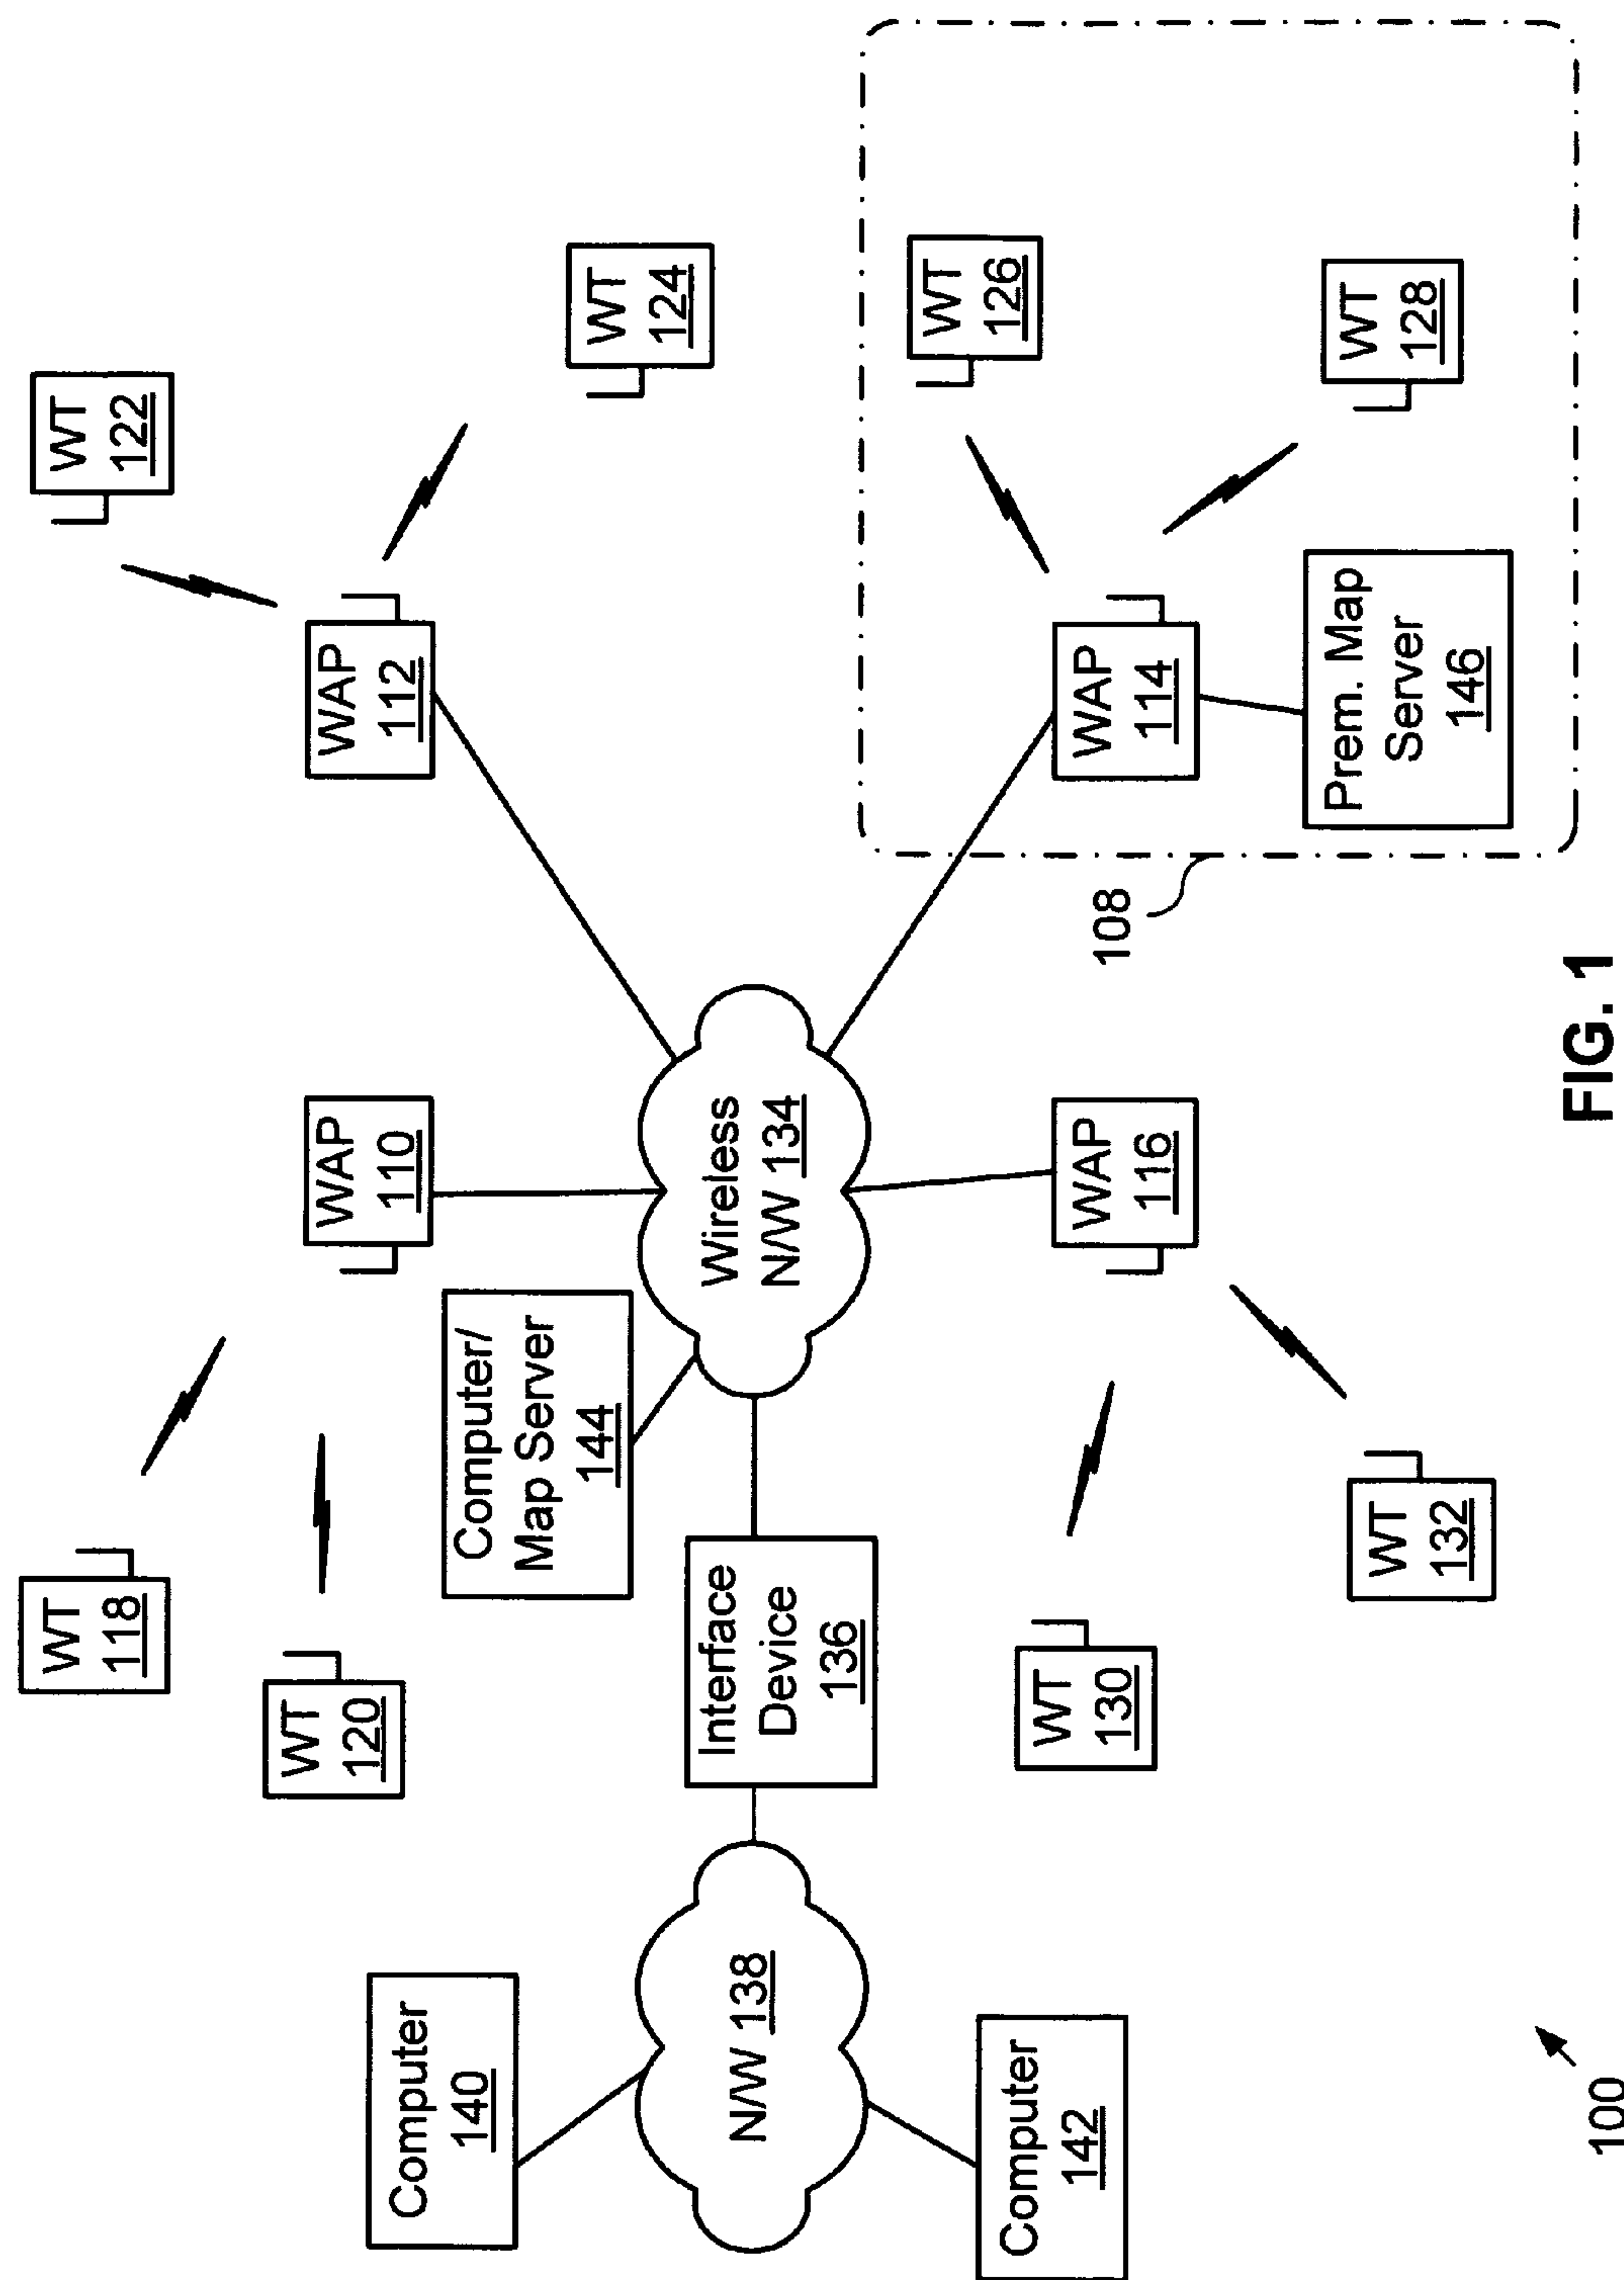 WT
118
WT
120
WAP
110
WAP
112
WT
122
WT
124
Computer
140
Computer/
Map Server
144
N/W 138
Interface
Device
136
Wireless
N/W 134
Computer
142
WT
130
WT
132
WAP
116
108
WAP
114
WT
126
WT
128
Prem. Map
Server
146
100
FIG. 1